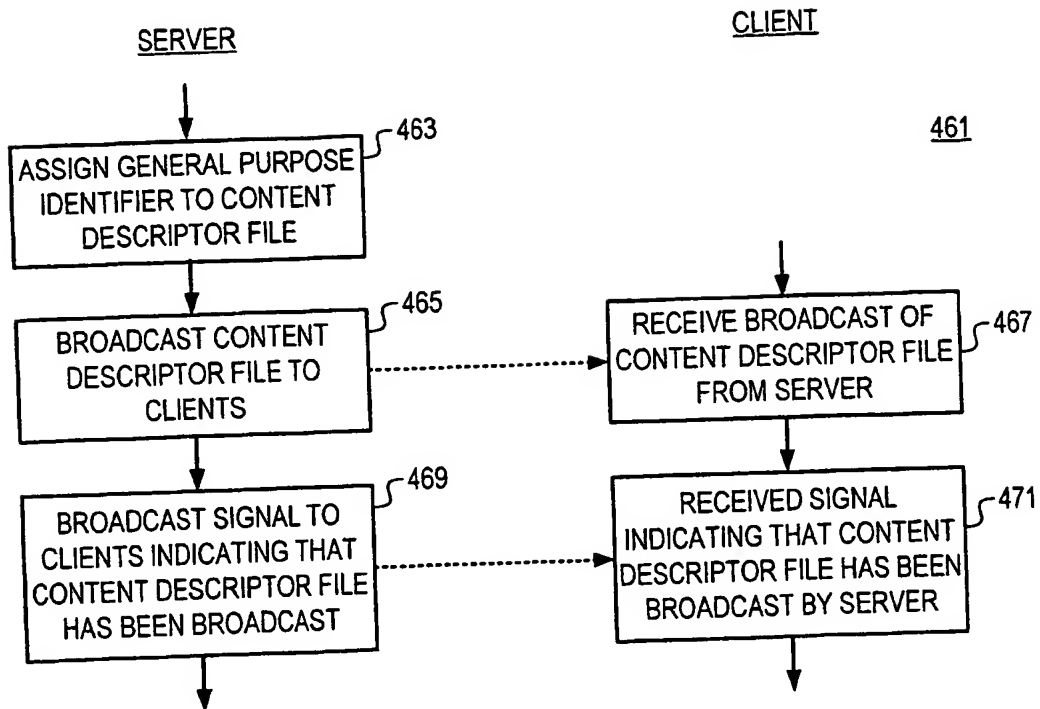 SERVER
CLIENT
461
463
ASSIGN GENERAL PURPOSE
IDENTIFIER TO CONTENT
DESCRIPTOR FILE
465
BROADCAST CONTENT
DESCRIPTOR FILE TO
CLIENTS
RECEIVE BROADCAST OF
CONTENT DESCRIPTOR FILE
FROM SERVER
467
469
BROADCAST SIGNAL TO
CLIENTS INDICATING THAT
CONTENT DESCRIPTOR FILE
HAS BEEN BROADCAST
RECEIVED SIGNAL
INDICATING THAT CONTENT
DESCRIPTOR FILE HAS BEEN
BROADCAST BY SERVER
471